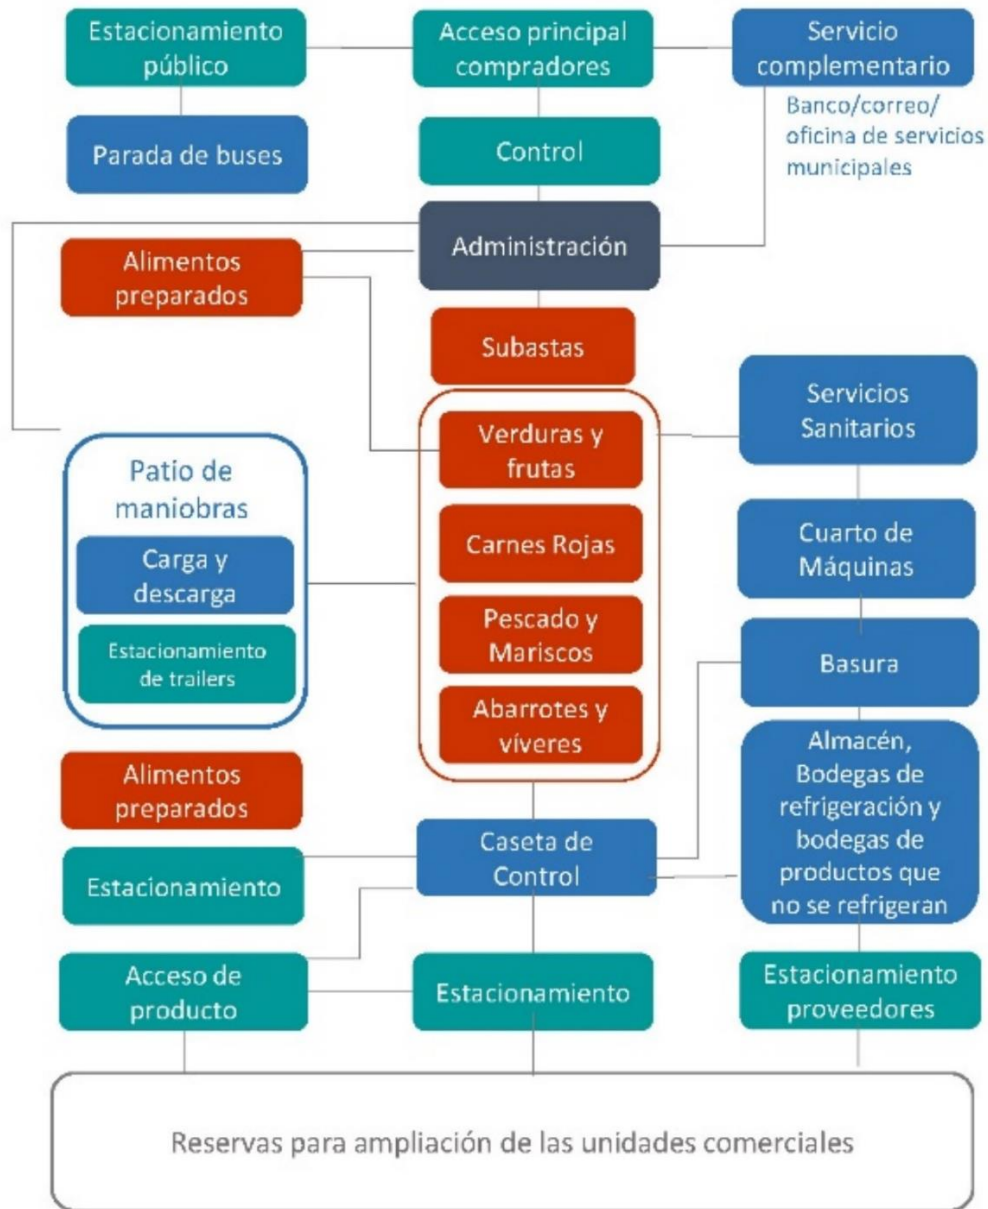 Estacionamiento
público
Acceso principal
compradores
Servicio
complementario
Banco/correo/
oficina de servicios
municipales
Parada de buses
Control
Administración
Alimentos
preparados
Subastas
Servicios
Sanitarios
Verduras y
frutas
Patio de
maniobras
Carga y
descarga
Estacionamiento
de trailers
Carnes Rojas
Cuarto de
Máquinas
Pescado y
Mariscos
Basura
Abarrotes y
víveres
Almacén,
Bodegas de
refrigeración y
bodegas de
productos que
no se refrigeran
Alimentos
preparados
Caseta de
Control
Estacionamiento
Acceso de
producto
Estacionamiento
Estacionamiento
proveedores
Reservas para ampliación de las unidades comerciales